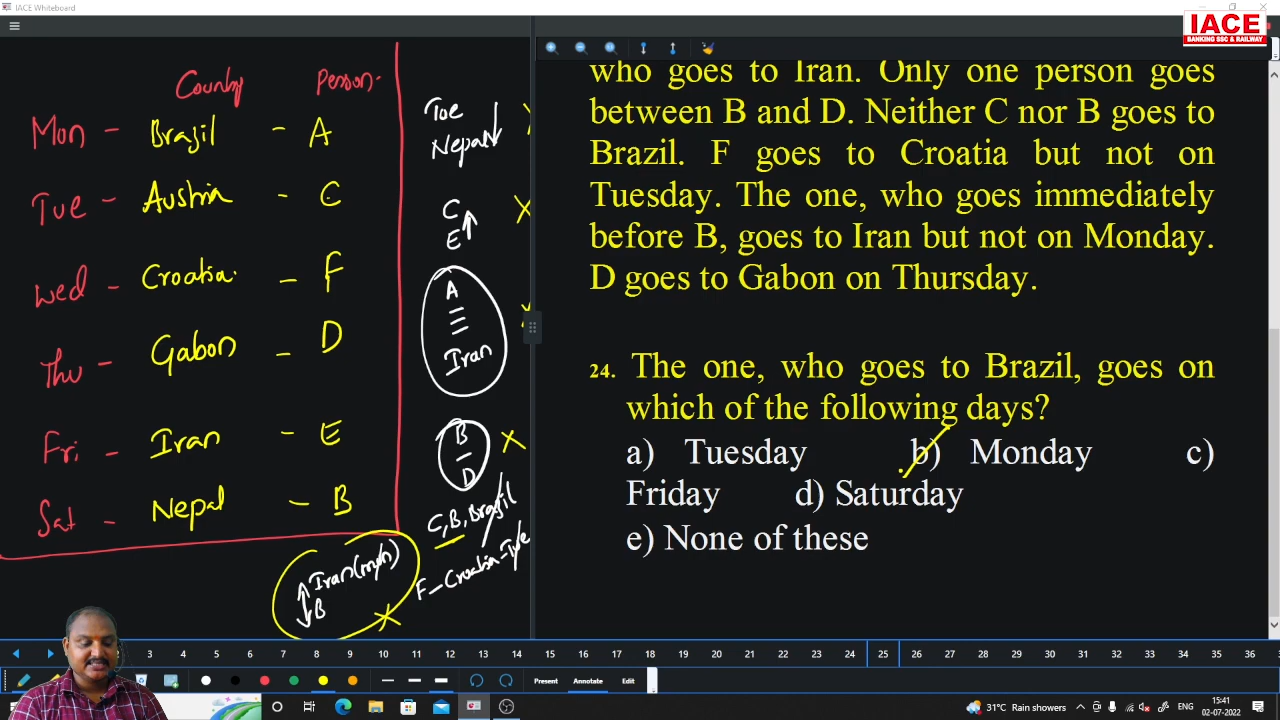 IACE Whiteboard
IACE
BANKING SSC & RAILWAY
Country Person
Mon - Brazil - A
Tue - Austria - C
Wed - Croatia - F
Thu - Gabon - D
Fri - Iran - E
Sat - Nepal - B
Tue
Nepal
C
E
A
Iran
B
D
C, B, Brazil
F - Croatia - Tue
Iran
B
who goes to Iran. Only one person goes
between B and D. Neither C nor B goes to
Brazil. F goes to Croatia but not on
Tuesday. The one, who goes immediately
before B, goes to Iran but not on Monday.
D goes to Gabon on Thursday.
24. The one, who goes to Brazil, goes on
which of the following days?
a) Tuesday b) Monday c)
Friday d) Saturday
e) None of these
3 4 5 6 7 8 9 10 11 12 13 14 15 16 17 18 19 20 21 22 23 24 25 26 27 28 29 30 31 32 33 34 35 36
Present Annotate Edit
31°C Rain showers
15:41
02-07-2022